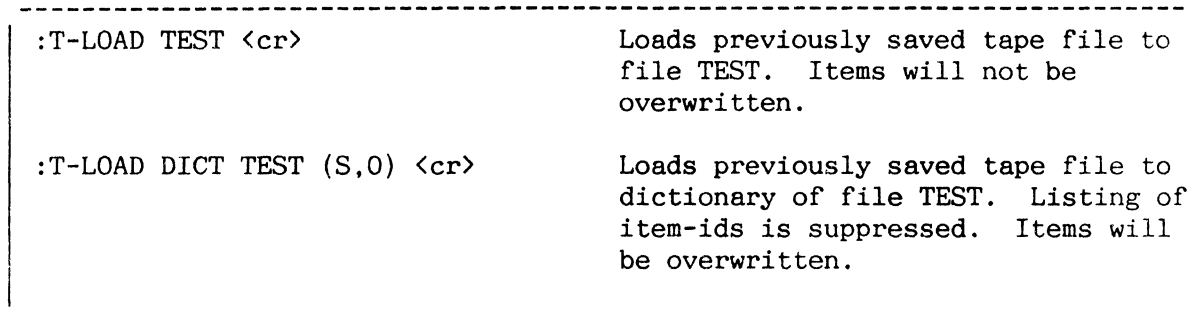 :T-LOAD TEST <cr> Loads previously saved tape file to
file TEST. Items will not be
overwritten.
:T-LOAD DICT TEST (S,O) <cr> Loads previously saved tape file to
dictionary of file TEST. Listing of
item-ids is suppressed. Items will
be overwritten.